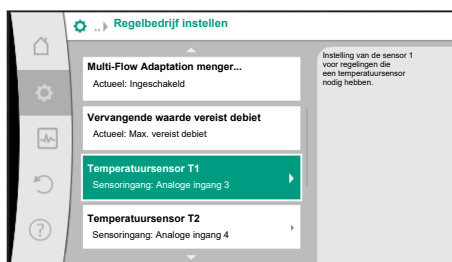 .. Regelbedrijf instellen
Multi-Flow Adaptation menger...
Actueel: Ingeschakeld
Vervangende waarde vereist debiet
Actueel: Max. vereist debiet
Temperatuursensor T1
Sensoringang: Analoge ingang 3
Temperatuursensor T2
Sensoringang: Analoge ingang 4
Instelling van de sensor 1
voor regelingen die
een temperatuursensor
nodig hebben.
?